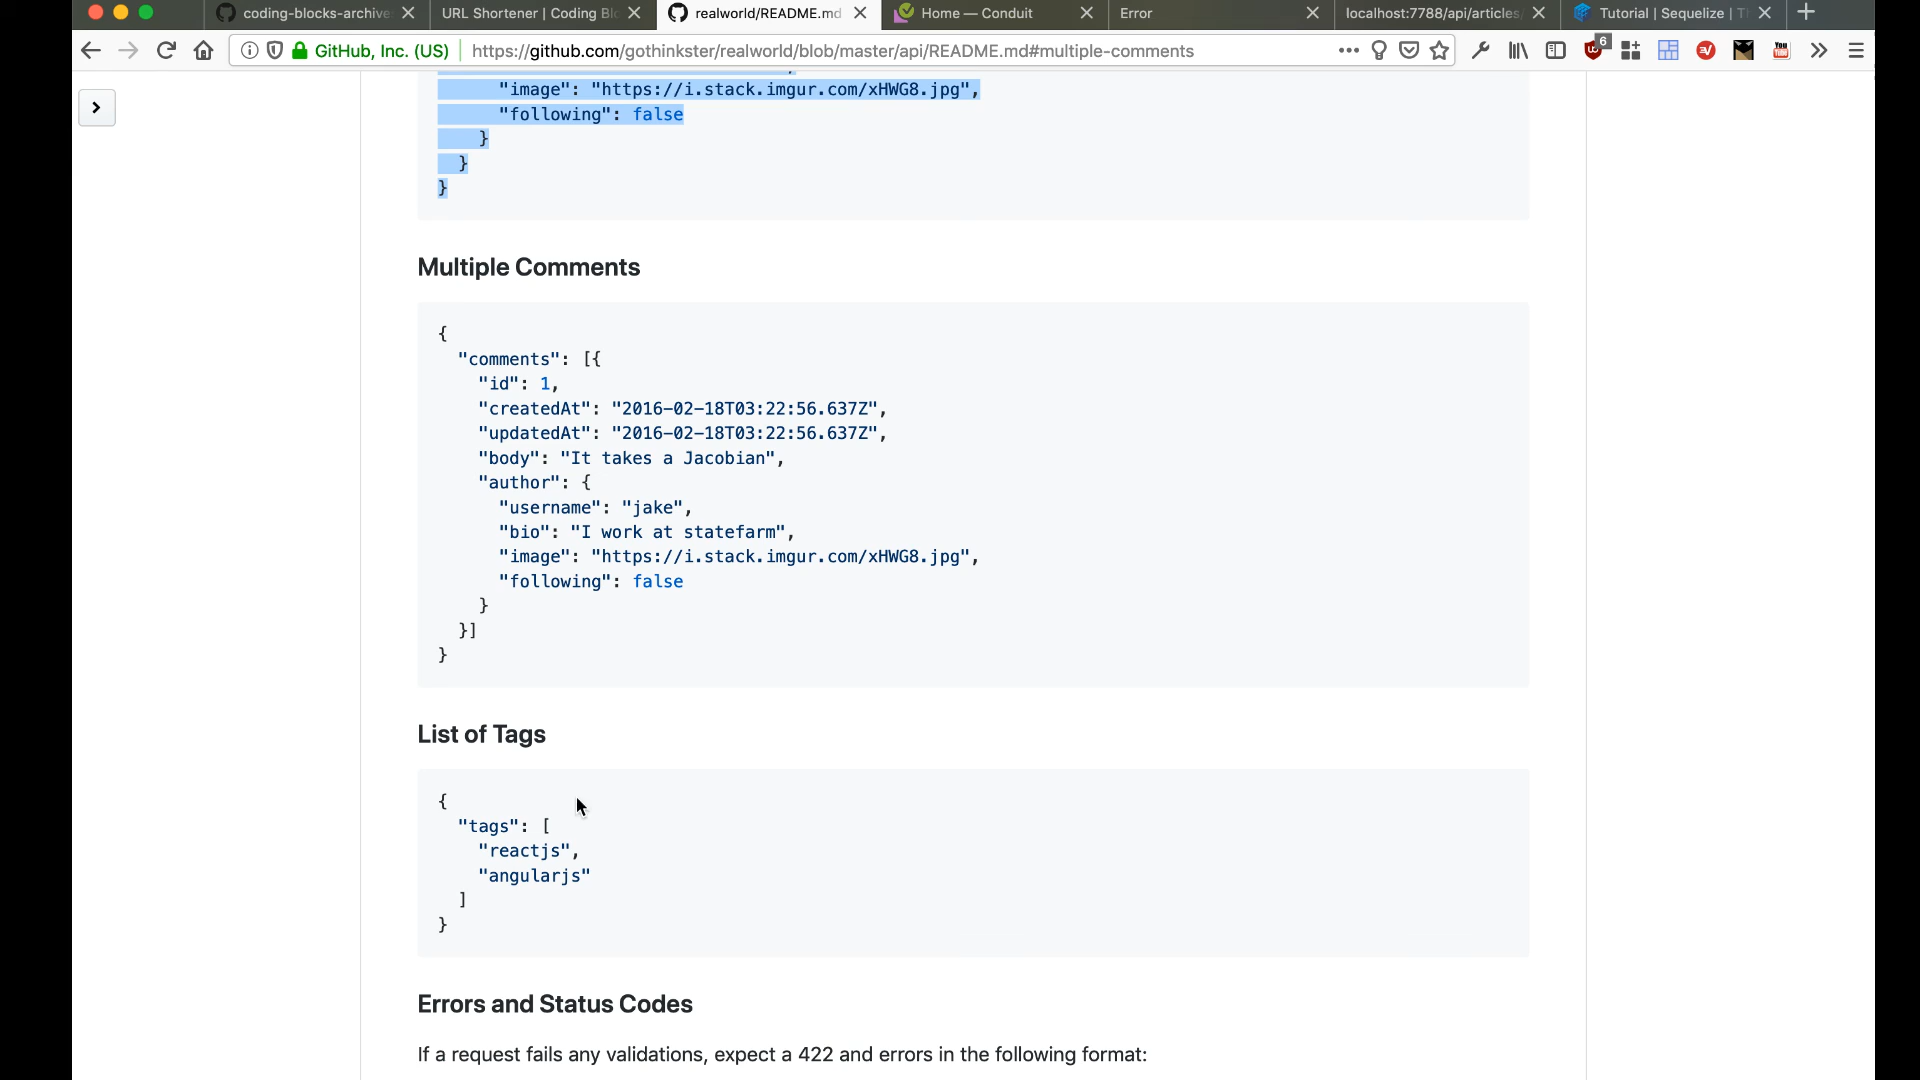 coding-blocks-archive
URL Shortener | Coding Bl
realworld/README.md
Home — Conduit
Error
localhost:7788/api/articles
Tutorial | Sequelize | T
GitHub, Inc. (US)
https://github.com/gothinkster/realworld/blob/master/api/README.md#multiple-comments
6
You
"image": "https://i.stack.imgur.com/xHWG8.jpg",
"following": false
}
}
}
Multiple Comments
{
"comments": [{
"id": 1,
"createdAt": "2016-02-18T03:22:56.637Z",
"updatedAt": "2016-02-18T03:22:56.637Z",
"body": "It takes a Jacobian",
"author": {
"username": "jake",
"bio": "I work at statefarm",
"image": "https://i.stack.imgur.com/xHWG8.jpg",
"following": false
}
}]
}
List of Tags
{
"tags": [
"reactjs",
"angularjs"
]
}
Errors and Status Codes
If a request fails any validations, expect a 422 and errors in the following format: